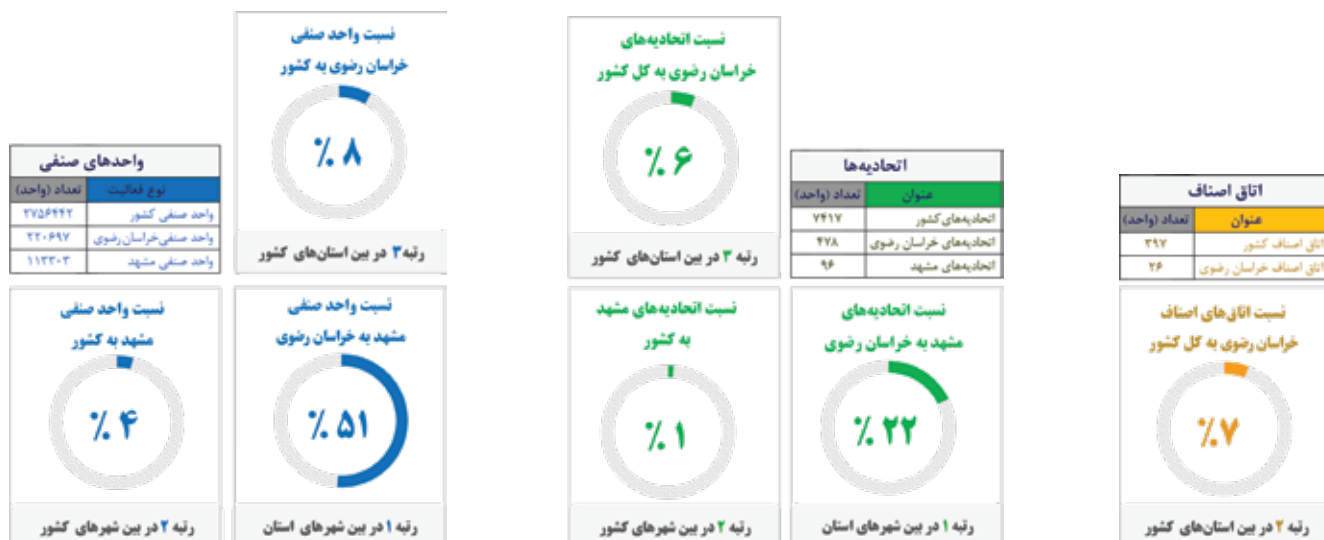 اتاق اصناف
عنوان	تعداد (واحد)
اتاق اصناف کشور	۳۹۷
اتاق اصناف خراسان رضوی	۲۶
نسبت اتاق‌های اصناف
خراسان رضوی به کل کشور
٪۷
رتبه ۲ در بین استان‌های کشور
اتحادیه‌ها
عنوان	تعداد (واحد)
اتحادیه‌های کشور	۷۴۱۷
اتحادیه‌های خراسان رضوی	۴۷۸
اتحادیه‌های مشهد	۹۶
نسبت اتحادیه‌های
خراسان رضوی به کل کشور
٪۶
رتبه ۳ در بین استان‌های کشور
نسبت اتحادیه‌های
مشهد به خراسان رضوی
٪۲۲
رتبه ۱ در بین شهرهای استان
نسبت اتحادیه‌های مشهد
به کشور
٪۱
رتبه ۲ در بین شهرهای کشور
نسبت واحد صنفی
خراسان رضوی به کشور
٪۸
رتبه ۳ در بین استان‌های کشور
واحدهای صنفی
نوع فعالیت	تعداد (واحد)
واحد صنفی کشور	۲۷۵۶۴۴۲
واحد صنفی خراسان رضوی	۲۲۰۶۹۷
واحد صنفی مشهد	۱۱۲۳۰۳
نسبت واحد صنفی
مشهد به خراسان رضوی
٪۵۱
رتبه ۱ در بین شهرهای استان
نسبت واحد صنفی
مشهد به کشور
٪۴
رتبه ۲ در بین شهرهای کشور